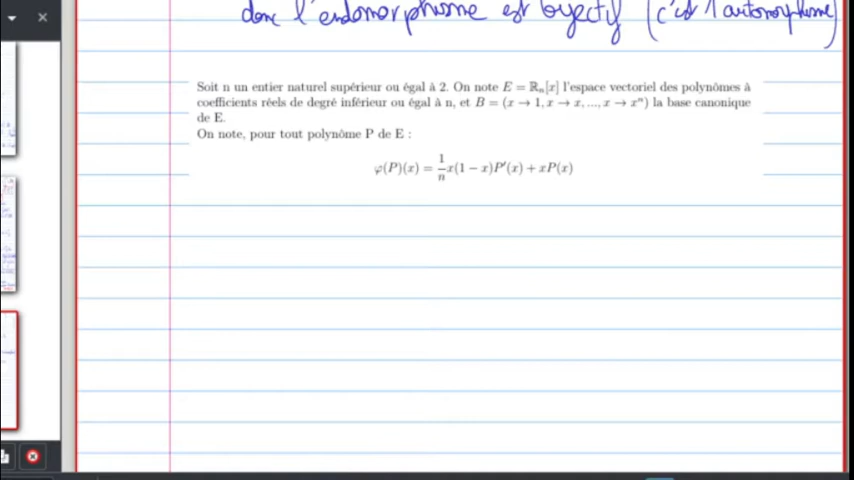 donc l'endomorphisme est bijectif (c'est l'automorphisme)
Soit n un entier naturel supérieur ou égal à 2. On note E = ℝₙ[x] l'espace vectoriel des polynômes à
coefficients réels de degré inférieur ou égal à n, et B = (x → 1, x → x, ..., x → xⁿ) la base canonique
de E.
On note, pour tout polynôme P de E :
φ(P)(x) = 1/n x(1 − x)P′(x) + xP(x)